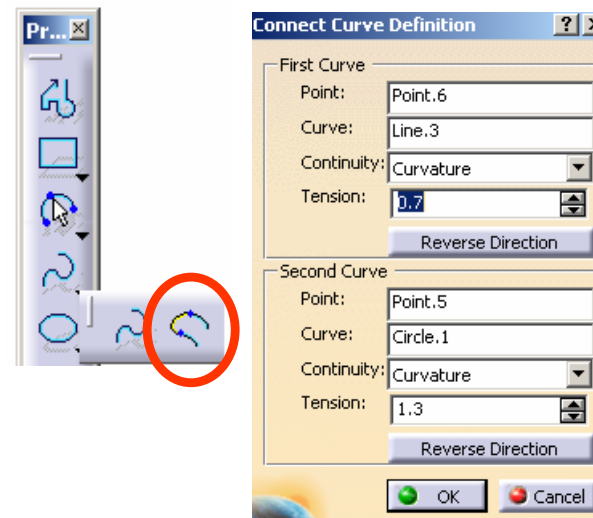 Pr...
Connect Curve Definition
First Curve
Point: Point.6
Curve: Line.3
Continuity: Curvature
Tension: 0.7
Reverse Direction
Second Curve
Point: Point.5
Curve: Circle.1
Continuity: Curvature
Tension: 1.3
Reverse Direction
OK Cancel